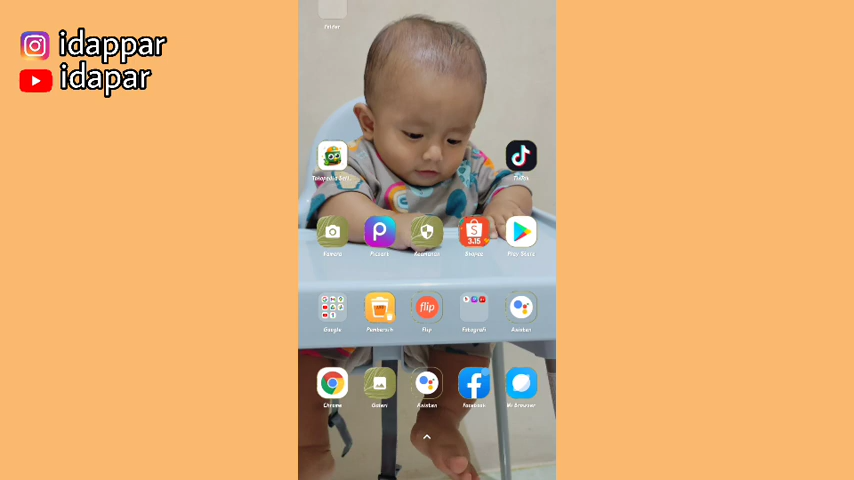 idappar
idapar
Folder
TikTok
Kamera
PicsArt
Keamanan
S
3.15
Shopee
Play Store
Google
Pembersih
flip
Flip
Fotografi
Asisten
Chrome
Galeri
Asisten
Facebook
Mi Browser